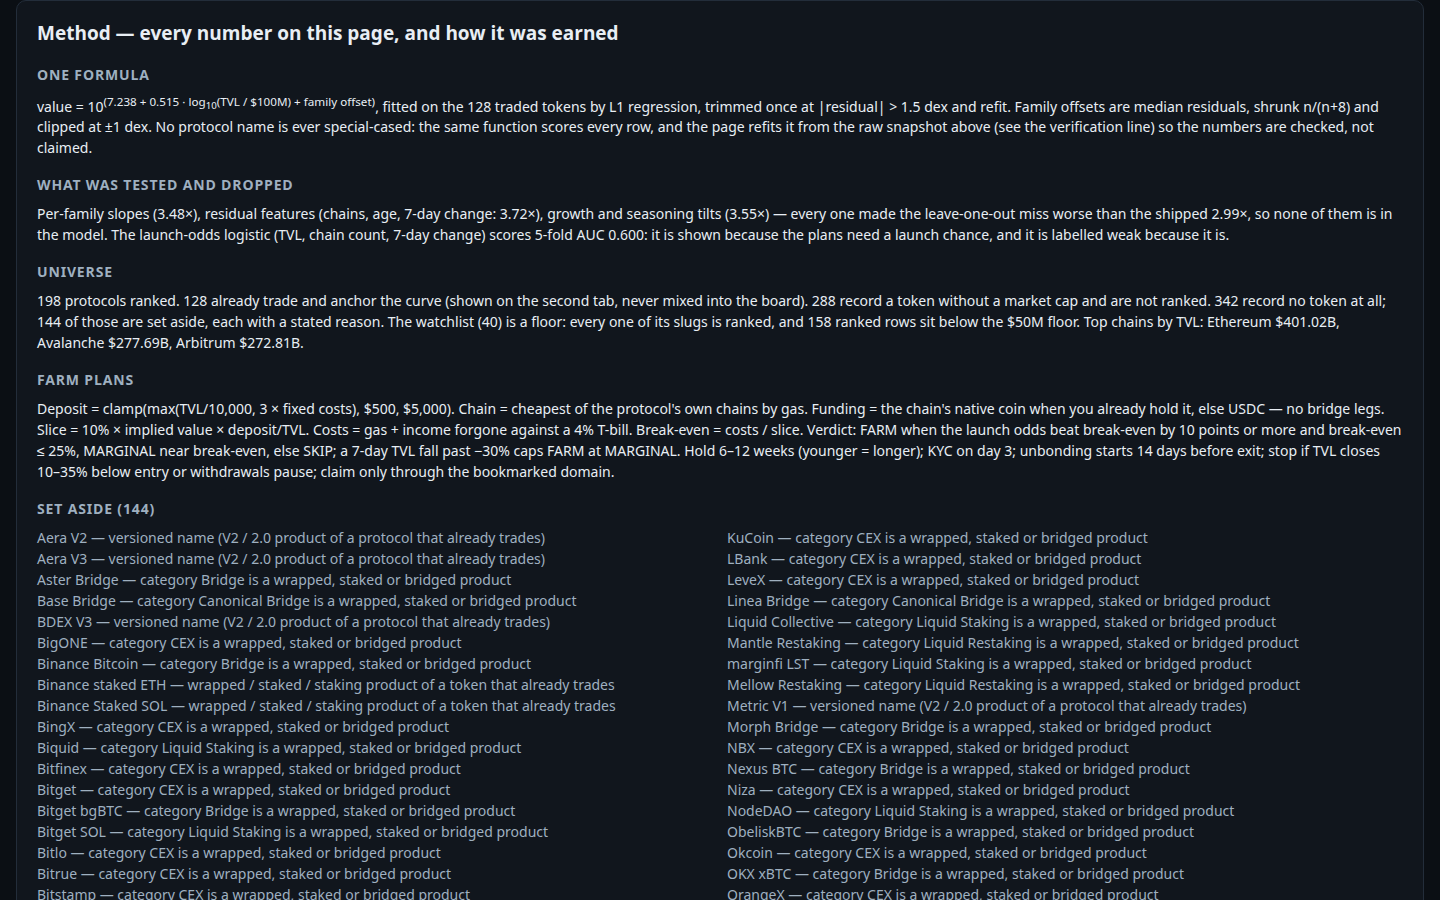 Method — every number on this page, and how it was earned
ONE FORMULA
value = 10(7.238 + 0.515 · log10(TVL / $100M) + family offset), fitted on the 128 traded tokens by L1 regression, trimmed once at |residual| > 1.5 dex and refit. Family offsets are median residuals, shrunk n/(n+8) and
clipped at ±1 dex. No protocol name is ever special-cased: the same function scores every row, and the page refits it from the raw snapshot above (see the verification line) so the numbers are checked, not
claimed.
WHAT WAS TESTED AND DROPPED
Per-family slopes (3.48×), residual features (chains, age, 7-day change: 3.72×), growth and seasoning tilts (3.55×) — every one made the leave-one-out miss worse than the shipped 2.99×, so none of them is in
the model. The launch-odds logistic (TVL, chain count, 7-day change) scores 5-fold AUC 0.600: it is shown because the plans need a launch chance, and it is labelled weak because it is.
UNIVERSE
198 protocols ranked. 128 already trade and anchor the curve (shown on the second tab, never mixed into the board). 288 record a token without a market cap and are not ranked. 342 record no token at all;
144 of those are set aside, each with a stated reason. The watchlist (40) is a floor: every one of its slugs is ranked, and 158 ranked rows sit below the $50M floor. Top chains by TVL: Ethereum $401.02B,
Avalanche $277.69B, Arbitrum $272.81B.
FARM PLANS
Deposit = clamp(max(TVL/10,000, 3 × fixed costs), $500, $5,000). Chain = cheapest of the protocol's own chains by gas. Funding = the chain's native coin when you already hold it, else USDC — no bridge legs.
Slice = 10% × implied value × deposit/TVL. Costs = gas + income forgone against a 4% T-bill. Break-even = costs / slice. Verdict: FARM when the launch odds beat break-even by 10 points or more and break-even
≤ 25%, MARGINAL near break-even, else SKIP; a 7-day TVL fall past −30% caps FARM at MARGINAL. Hold 6–12 weeks (younger = longer); KYC on day 3; unbonding starts 14 days before exit; stop if TVL closes
10–35% below entry or withdrawals pause; claim only through the bookmarked domain.
SET ASIDE (144)
Aera V2 — versioned name (V2 / 2.0 product of a protocol that already trades)
Aera V3 — versioned name (V2 / 2.0 product of a protocol that already trades)
Aster Bridge — category Bridge is a wrapped, staked or bridged product
Base Bridge — category Canonical Bridge is a wrapped, staked or bridged product
BDEX V3 — versioned name (V2 / 2.0 product of a protocol that already trades)
BigONE — category CEX is a wrapped, staked or bridged product
Binance Bitcoin — category Bridge is a wrapped, staked or bridged product
Binance staked ETH — wrapped / staked / staking product of a token that already trades
Binance Staked SOL — wrapped / staked / staking product of a token that already trades
BingX — category CEX is a wrapped, staked or bridged product
Biquid — category Liquid Staking is a wrapped, staked or bridged product
Bitfinex — category CEX is a wrapped, staked or bridged product
Bitget — category CEX is a wrapped, staked or bridged product
Bitget bgBTC — category Bridge is a wrapped, staked or bridged product
Bitget SOL — category Liquid Staking is a wrapped, staked or bridged product
Bitlo — category CEX is a wrapped, staked or bridged product
Bitrue — category CEX is a wrapped, staked or bridged product
Bitstamp — category CEX is a wrapped, staked or bridged product
KuCoin — category CEX is a wrapped, staked or bridged product
LBank — category CEX is a wrapped, staked or bridged product
LeveX — category CEX is a wrapped, staked or bridged product
Linea Bridge — category Canonical Bridge is a wrapped, staked or bridged product
Liquid Collective — category Liquid Staking is a wrapped, staked or bridged product
Mantle Restaking — category Liquid Restaking is a wrapped, staked or bridged product
marginfi LST — category Liquid Staking is a wrapped, staked or bridged product
Mellow Restaking — category Liquid Restaking is a wrapped, staked or bridged product
Metric V1 — versioned name (V2 / 2.0 product of a protocol that already trades)
Morph Bridge — category Bridge is a wrapped, staked or bridged product
NBX — category CEX is a wrapped, staked or bridged product
Nexus BTC — category Bridge is a wrapped, staked or bridged product
Niza — category CEX is a wrapped, staked or bridged product
NodeDAO — category Liquid Staking is a wrapped, staked or bridged product
ObeliskBTC — category Bridge is a wrapped, staked or bridged product
Okcoin — category CEX is a wrapped, staked or bridged product
OKX xBTC — category Bridge is a wrapped, staked or bridged product
OrangeX — category CEX is a wrapped, staked or bridged product